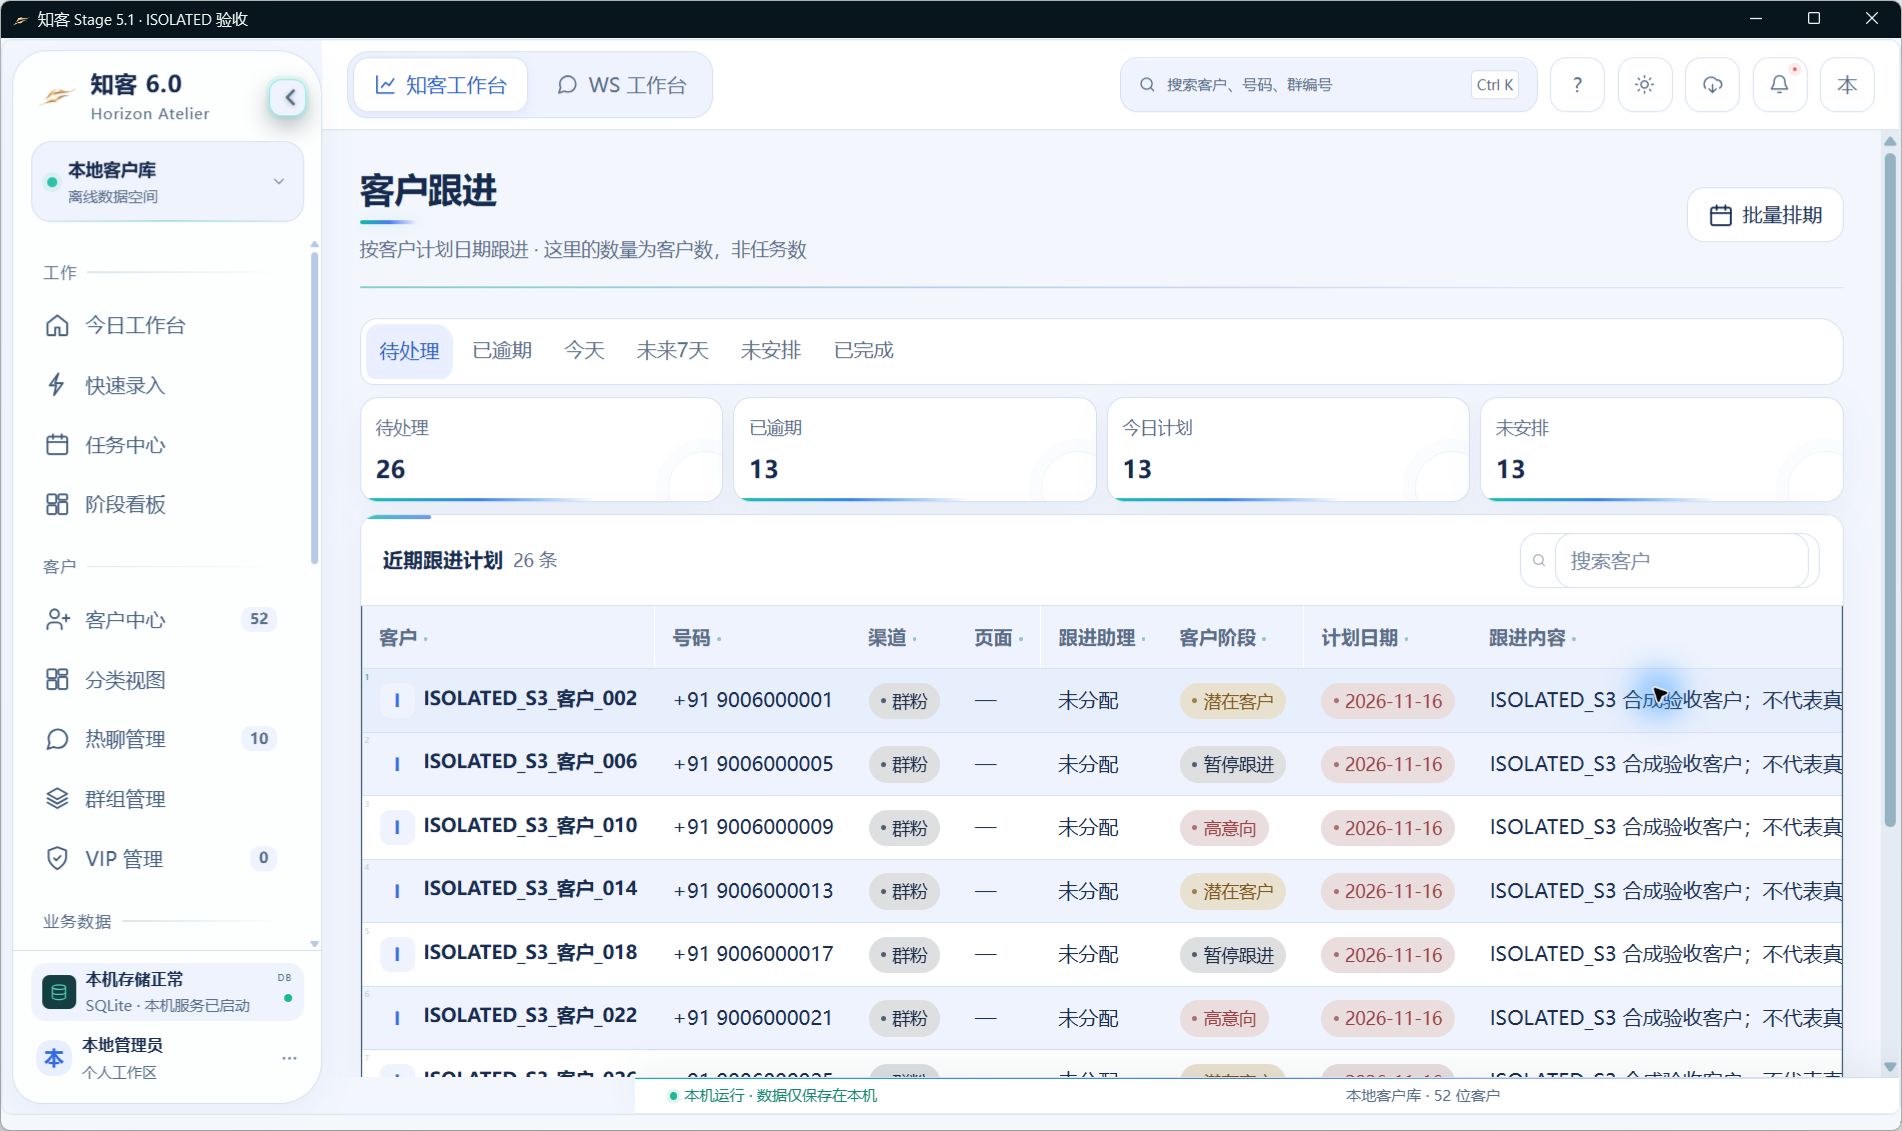 知客 Stage 5.1 · ISOLATED 验收
知客 6.0
Horizon Atelier
本地客户库
离线数据空间
工作
今日工作台
快速录入
任务中心
阶段看板
客户
客户中心 52
分类视图
热聊管理 10
群组管理
VIP 管理 0
业务数据
本机存储正常 DB
SQLite · 本机服务已启动
本 本地管理员
个人工作区
知客工作台 WS 工作台
搜索客户、号码、群编号 Ctrl K ? 本
客户跟进
批量排期
按客户计划日期跟进 · 这里的数量为客户数，非任务数
待处理 已逾期 今天 未来7天 未安排 已完成
待处理 已逾期 今日计划 未安排
26 13 13 13
近期跟进计划 26 条 搜索客户
客户 · 号码 · 渠道 · 页面 · 跟进助理 · 客户阶段 · 计划日期 · 跟进内容 ·
1 I ISOLATED_S3_客户_002 +91 9006000001 • 群粉 — 未分配 • 潜在客户 • 2026-11-16 ISOLATED_S3 合成验收客户；不代表真
2 I ISOLATED_S3_客户_006 +91 9006000005 • 群粉 — 未分配 • 暂停跟进 • 2026-11-16 ISOLATED_S3 合成验收客户；不代表真
3 I ISOLATED_S3_客户_010 +91 9006000009 • 群粉 — 未分配 • 高意向 • 2026-11-16 ISOLATED_S3 合成验收客户；不代表真
4 I ISOLATED_S3_客户_014 +91 9006000013 • 群粉 — 未分配 • 潜在客户 • 2026-11-16 ISOLATED_S3 合成验收客户；不代表真
5 I ISOLATED_S3_客户_018 +91 9006000017 • 群粉 — 未分配 • 暂停跟进 • 2026-11-16 ISOLATED_S3 合成验收客户；不代表真
6 I ISOLATED_S3_客户_022 +91 9006000021 • 群粉 — 未分配 • 高意向 • 2026-11-16 ISOLATED_S3 合成验收客户；不代表真
7
本机运行 · 数据仅保存在本机 本地客户库 · 52 位客户